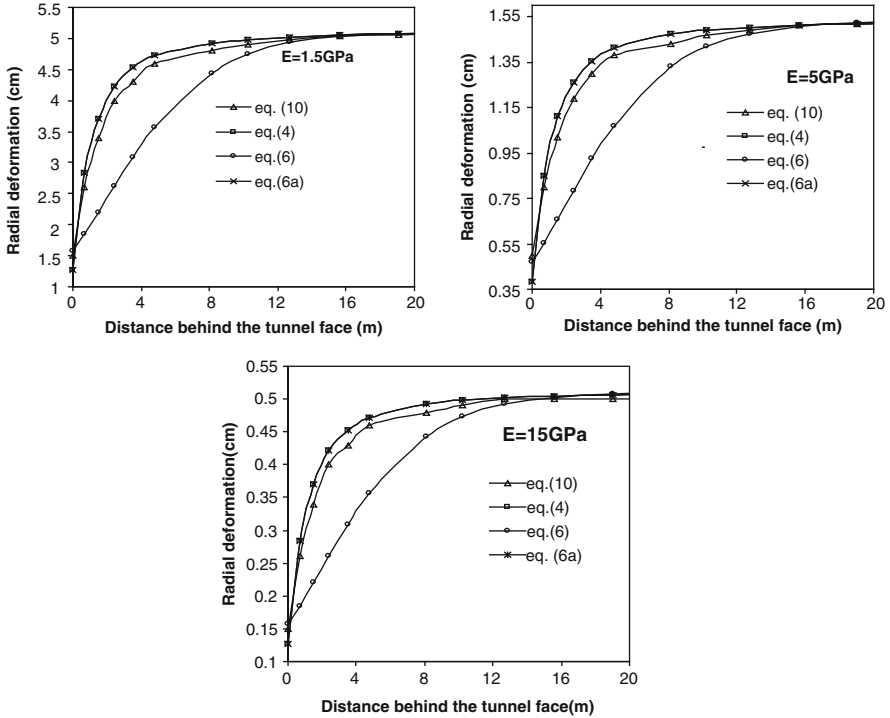 5.5
5
4.5
4
3.5
3
2.5
2
1.5
1
Radial deformation (cm)
E=1.5GPa
eq. (10)
eq.(4)
eq.(6)
eq.(6a)
0 4 8 12 16 20
Distance behind the tunnel face (m)
1.55
1.35
1.15
0.95
0.75
0.55
0.35
Radial deformation (cm)
E=5GPa
eq. (10)
eq.(4)
eq.(6)
eq.(6a)
0 4 8 12 16 20
Distance behind the tunnel face (m)
0.55
0.5
0.45
0.4
0.35
0.3
0.25
0.2
0.15
0.1
Radial deformation(cm)
E=15GPa
eq.(10)
eq.(4)
eq.(6)
eq. (6a)
0 4 8 12 16 20
Distance behind the tunnel face(m)